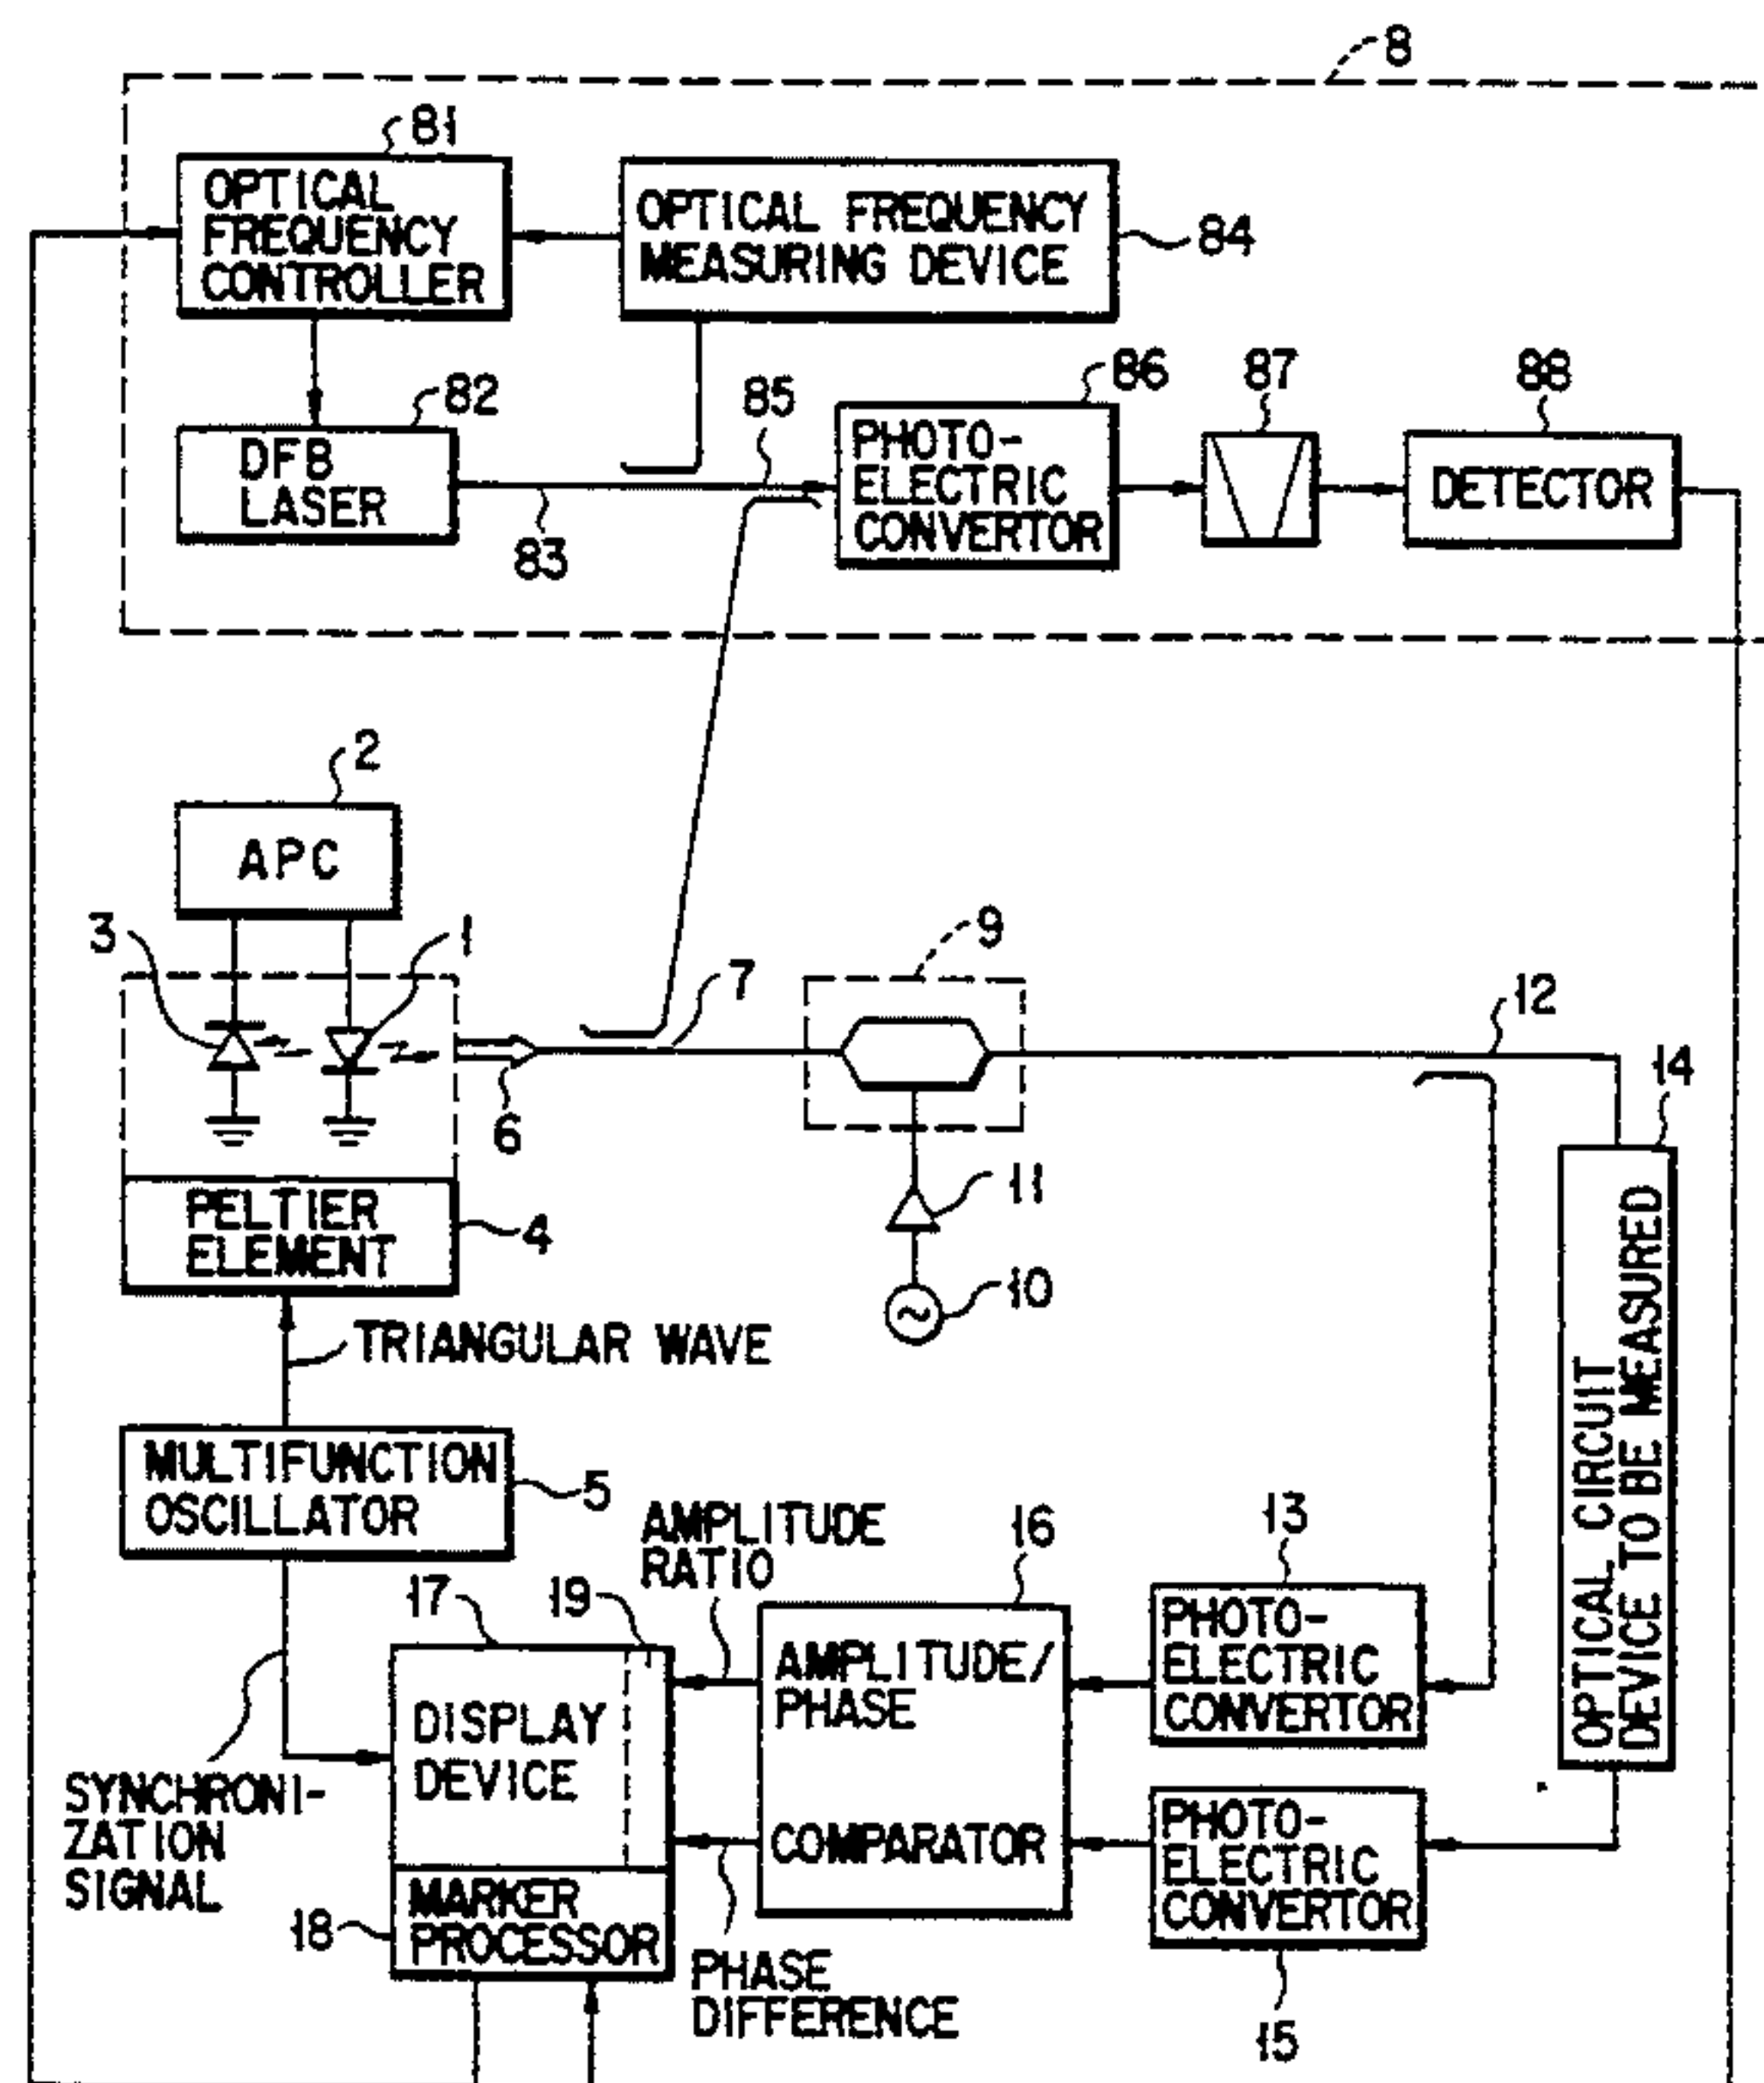 8
81
OPTICAL
FREQUENCY
CONTROLLER
OPTICAL FREQUENCY
MEASURING DEVICE
84
82
DFB
LASER
83
85
86
PHOTO-
ELECTRIC
CONVERTOR
87
88
DETECTOR
2
APC
3
1
6
7
9
12
14
PELTIER
ELEMENT
4
11
10
TRIANGULAR WAVE
OPTICAL CIRCUIT
DEVICE TO BE MEASURED
MULTIFUNCTION
OSCILLATOR
5
AMPLITUDE
RATIO
16
13
17
19
DISPLAY
DEVICE
AMPLITUDE/
PHASE
COMPARATOR
PHOTO-
ELECTRIC
CONVERTOR
SYNCHRONI-
ZATION
SIGNAL
PHOTO-
ELECTRIC
CONVERTOR
18
MARKER
PROCESSOR
PHASE
DIFFERENCE
15